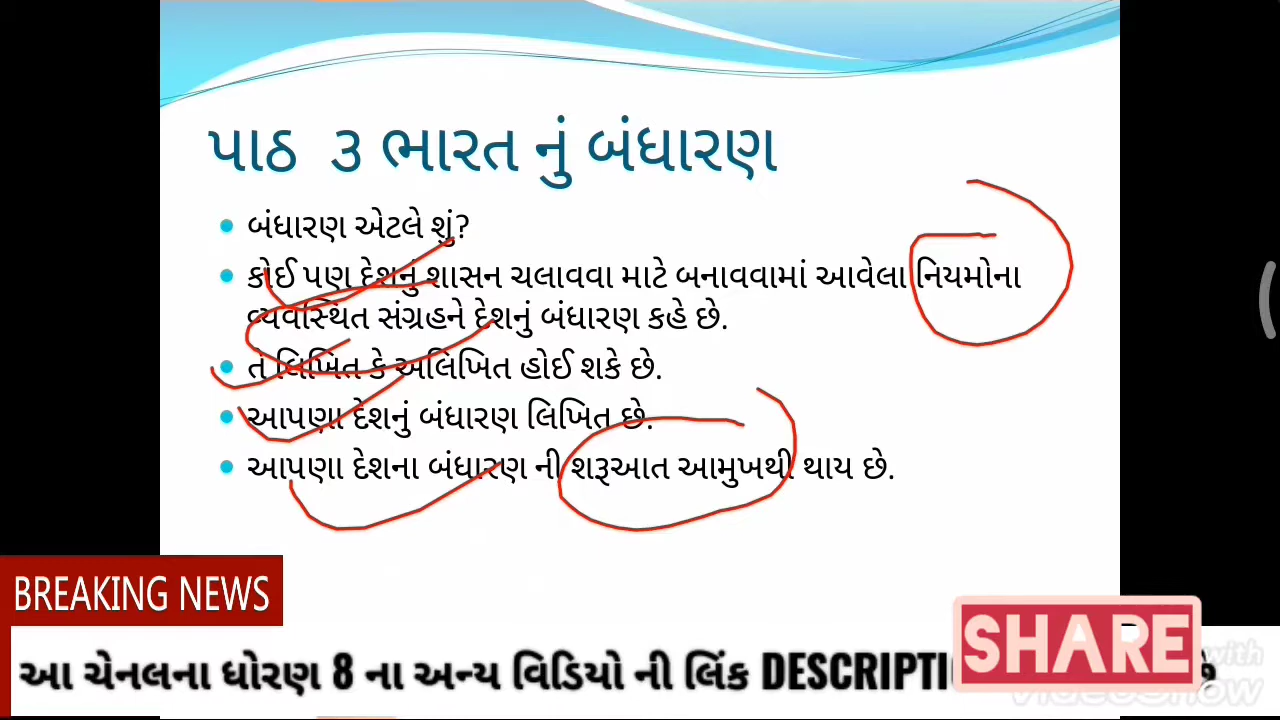 પાઠ ૩ ભારત નું બંધારણ
બંધારણ એટલે શું?
કોઈ પણ દેશનું શાસન ચલાવવા માટે બનાવવામાં આવેલા નિયમોના
વ્યવસ્થિત સંગ્રહને દેશનું બંધારણ કહે છે.
તે લિખિત કે અલિખિત હોઈ શકે છે.
આપણા દેશનું બંધારણ લિખિત છે.
આપણા દેશના બંધારણ ની શરૂઆત આમુખથી થાય છે.
BREAKING NEWS
SHARE
આ ચેનલના ધોરણ 8 ના અન્ય વિડિયો ની લિંક
with
VideoShow